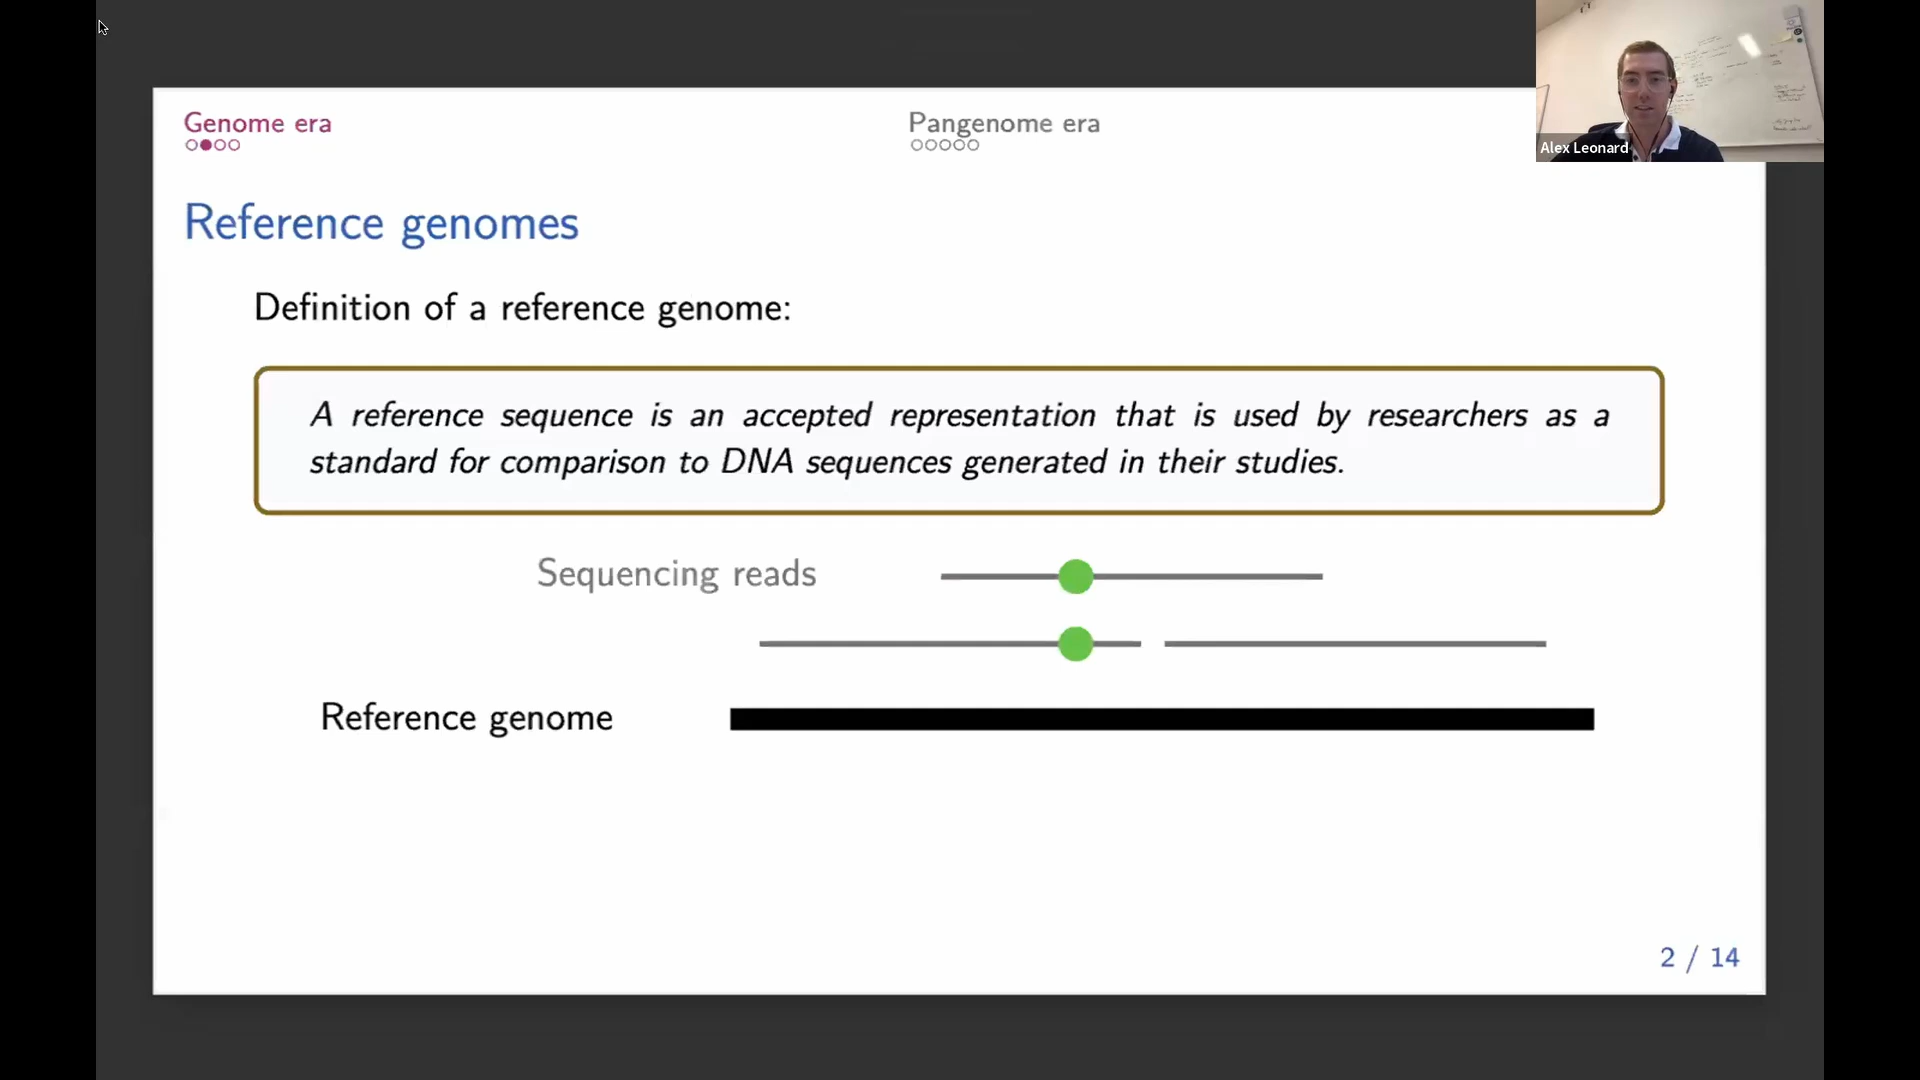 Genome era
Pangenome era
Alex Leonard
Reference genomes
Definition of a reference genome:
A reference sequence is an accepted representation that is used by researchers as a
standard for comparison to DNA sequences generated in their studies.
Sequencing reads
Reference genome
2 / 14